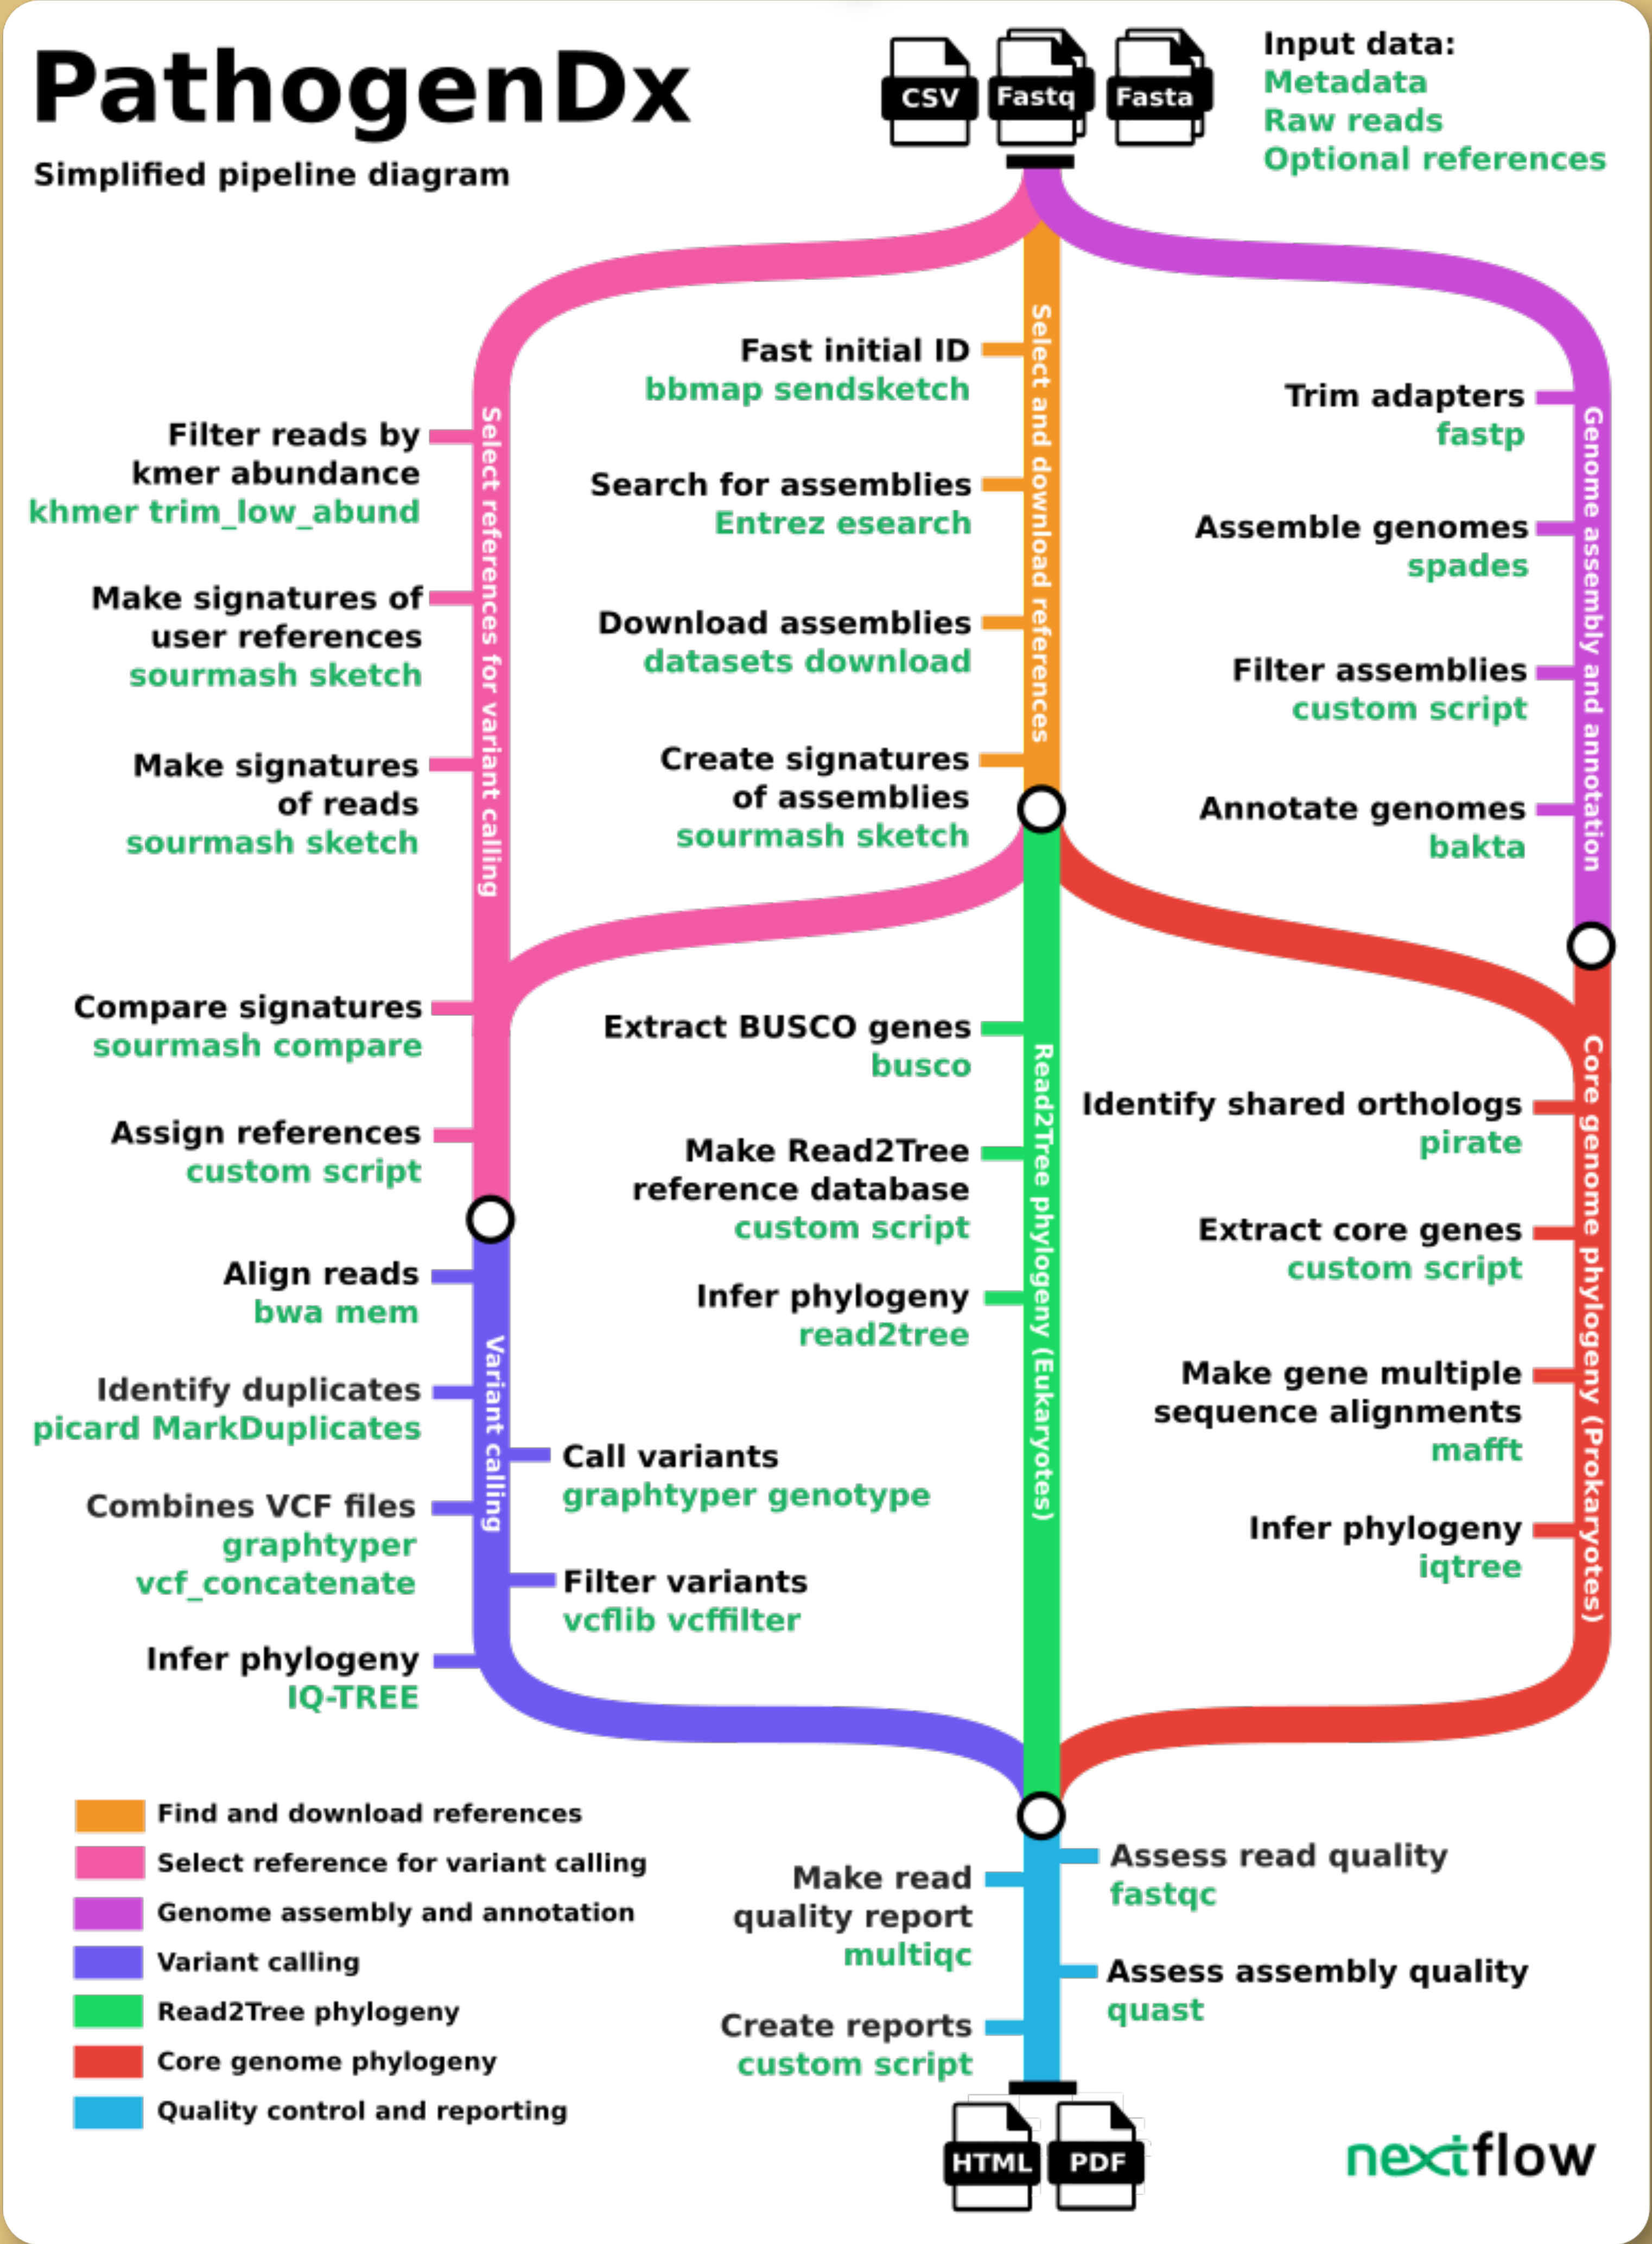 PathogenDx
Simplified pipeline diagram
CSV
Fastq
Fasta
Input data:
Metadata
Raw reads
Optional references
Select references for variant calling
Filter reads by
kmer abundance
khmer trim_low_abund
Make signatures of
user references
sourmash sketch
Make signatures
of reads
sourmash sketch
Compare signatures
sourmash compare
Assign references
custom script
Select and download references
Fast initial ID
bbmap sendsketch
Search for assemblies
Entrez esearch
Download assemblies
datasets download
Create signatures
of assemblies
sourmash sketch
Genome assembly and annotation
Trim adapters
fastp
Assemble genomes
spades
Filter assemblies
custom script
Annotate genomes
bakta
Variant calling
Align reads
bwa mem
Identify duplicates
picard MarkDuplicates
Call variants
graphtyper genotype
Combines VCF files
graphtyper
vcf_concatenate
Filter variants
vcflib vcffilter
Infer phylogeny
IQ-TREE
Read2Tree phylogeny (Eukaryotes)
Extract BUSCO genes
busco
Make Read2Tree
reference database
custom script
Infer phylogeny
read2tree
Core genome phylogeny (Prokaryotes)
Identify shared orthologs
pirate
Extract core genes
custom script
Make gene multiple
sequence alignments
mafft
Infer phylogeny
iqtree
Find and download references
Select reference for variant calling
Genome assembly and annotation
Variant calling
Read2Tree phylogeny
Core genome phylogeny
Quality control and reporting
Assess read quality
fastqc
Make read
quality report
multiqc
Assess assembly quality
quast
Create reports
custom script
HTML
PDF
nextflow